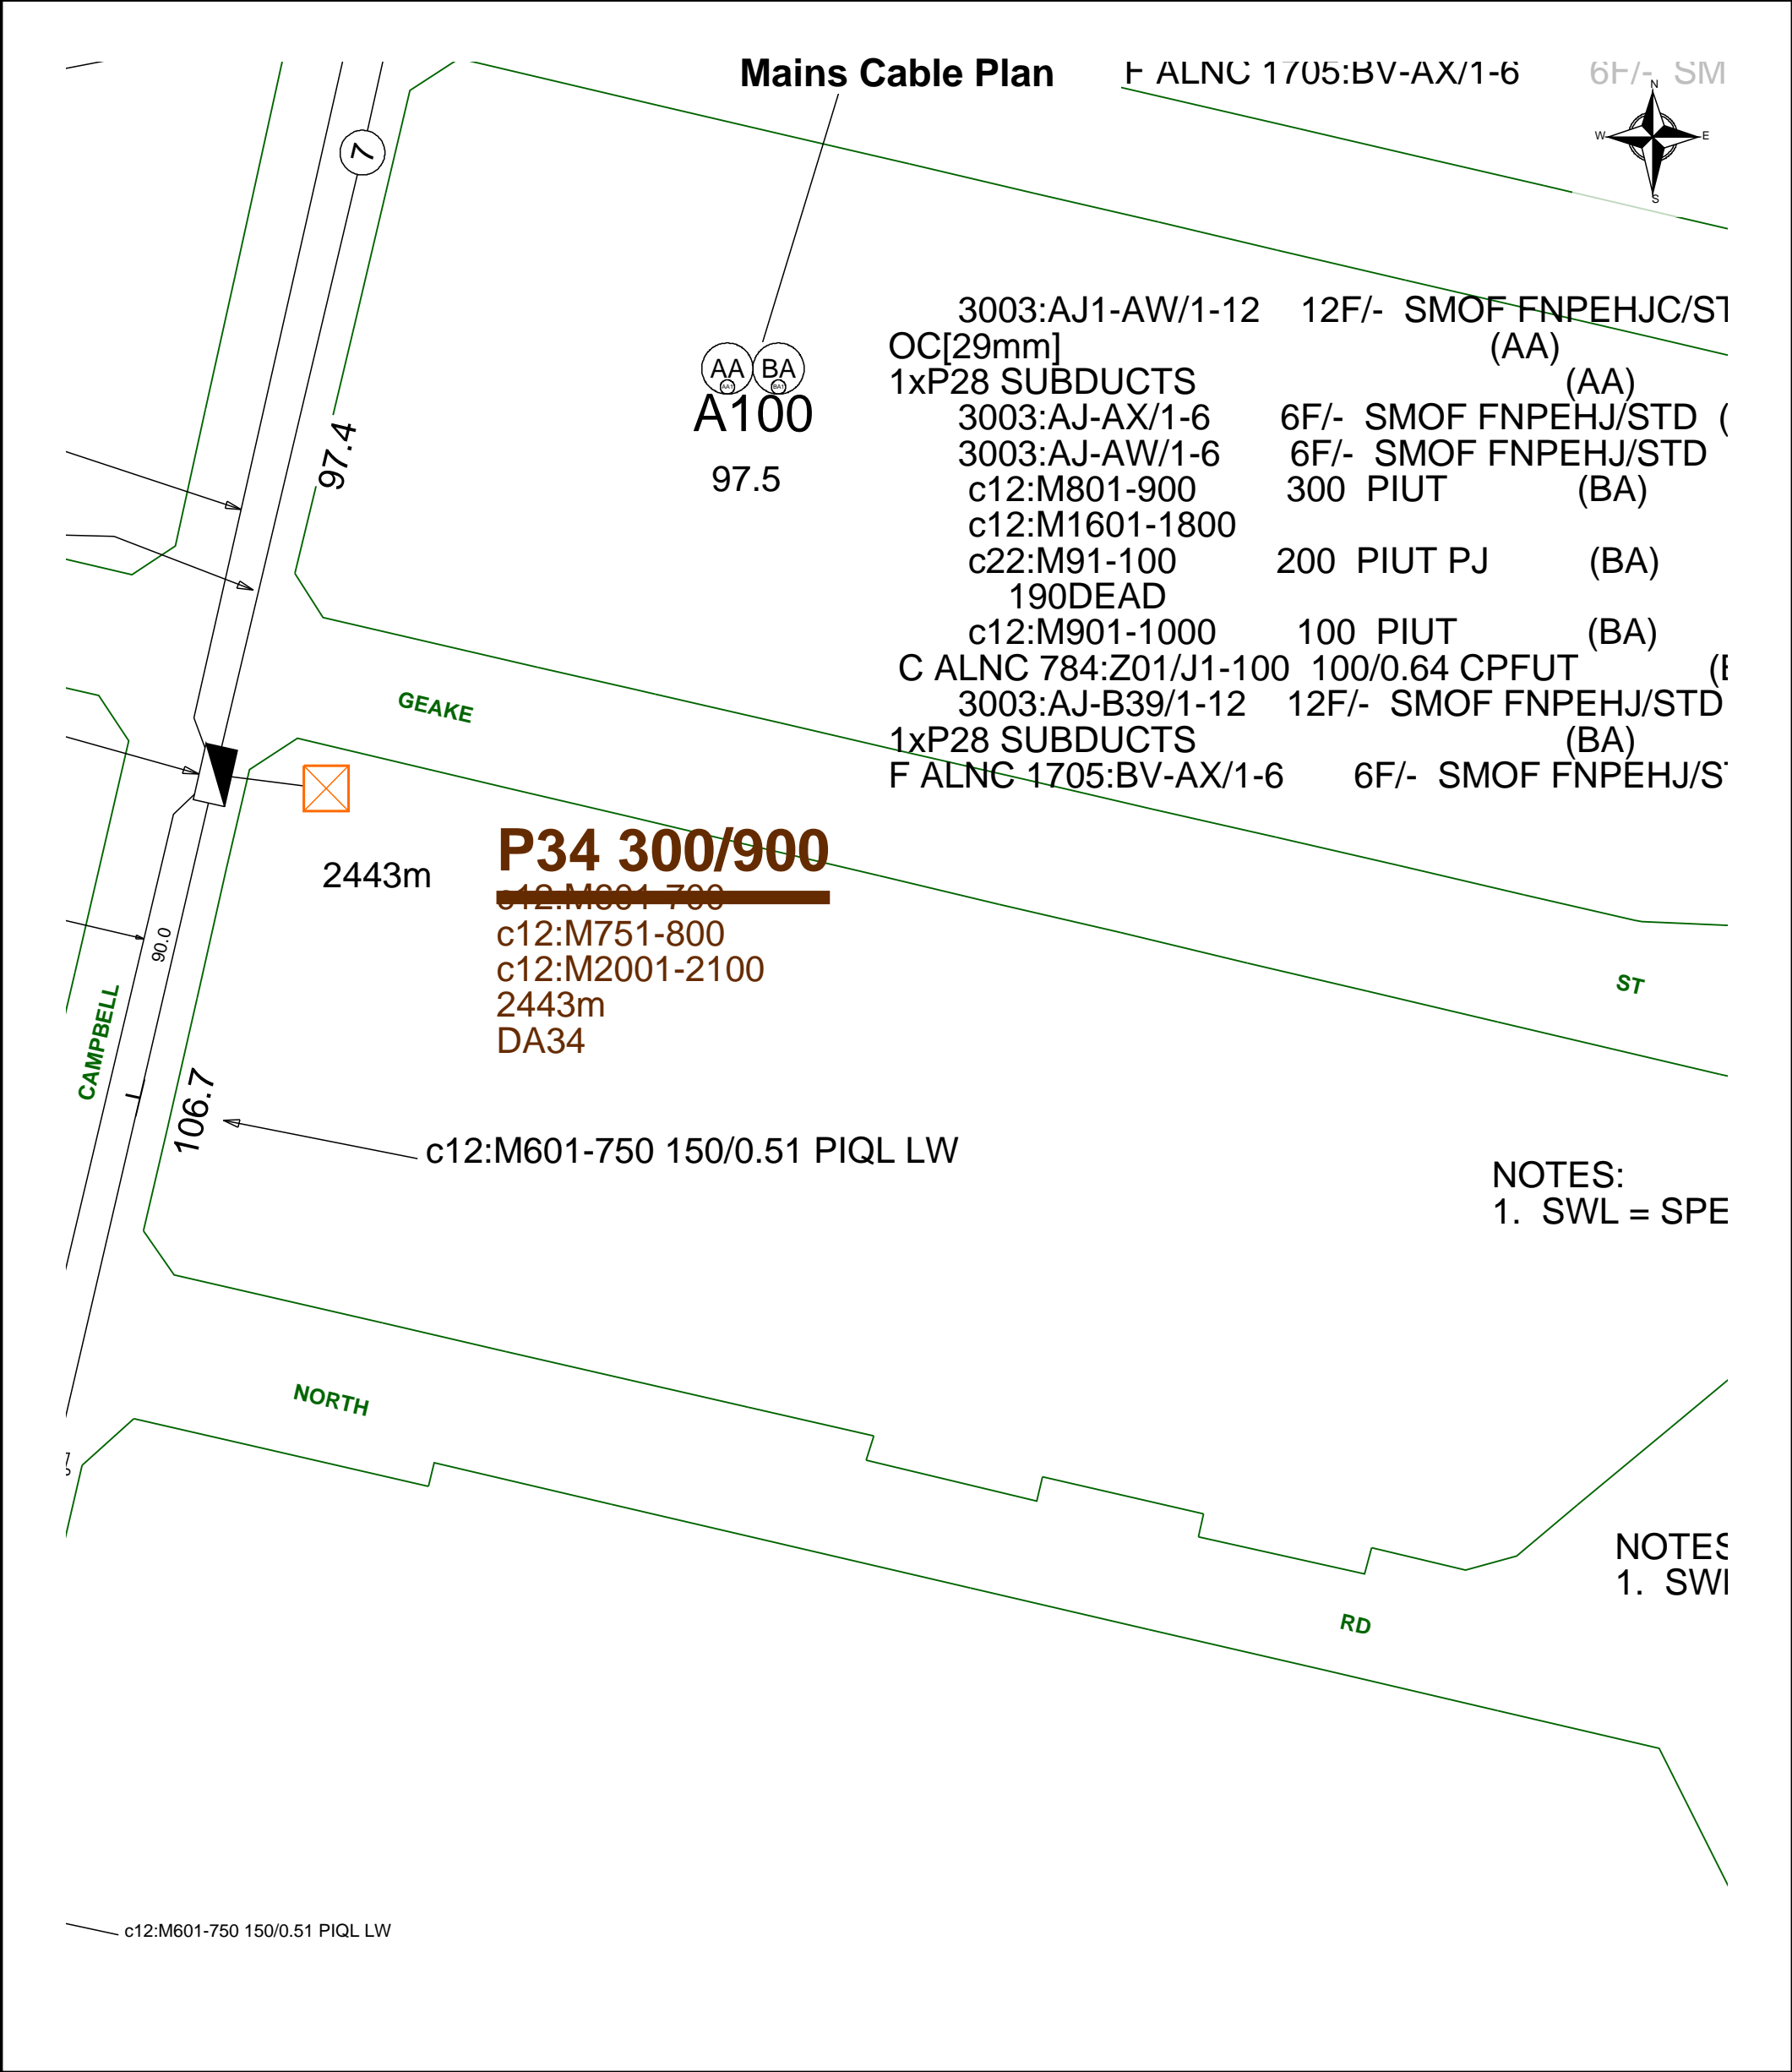 Mains Cable Plan
F ALNC 1705:BV-AX/1-6 6F/- SM
N
W E
S
7
3003:AJ1-AW/1-12 12F/- SMOF FNPEHJC/ST
OC[29mm] (AA)
1xP28 SUBDUCTS (AA)
3003:AJ-AX/1-6 6F/- SMOF FNPEHJ/STD (
3003:AJ-AW/1-6 6F/- SMOF FNPEHJ/STD
c12:M801-900 300 PIUT (BA)
c12:M1601-1800
c22:M91-100 200 PIUT PJ (BA)
190DEAD
c12:M901-1000 100 PIUT (BA)
C ALNC 784:Z01/J1-100 100/0.64 CPFUT
3003:AJ-B39/1-12 12F/- SMOF FNPEHJ/STD
1xP28 SUBDUCTS (BA)
F ALNC 1705:BV-AX/1-6 6F/- SMOF FNPEHJ/S
AA BA
AA1 BA1
A100
97.5
97.4
GEAKE
ST
P34 300/900
c12:M601-700
c12:M751-800
c12:M2001-2100
2443m
DA34
2443m
90.0
CAMPBELL
L
106.7
c12:M601-750 150/0.51 PIQL LW
NOTES:
1. SWL = SPE
NORTH
RD
NOTES
1. SW
c12:M601-750 150/0.51 PIQL LW